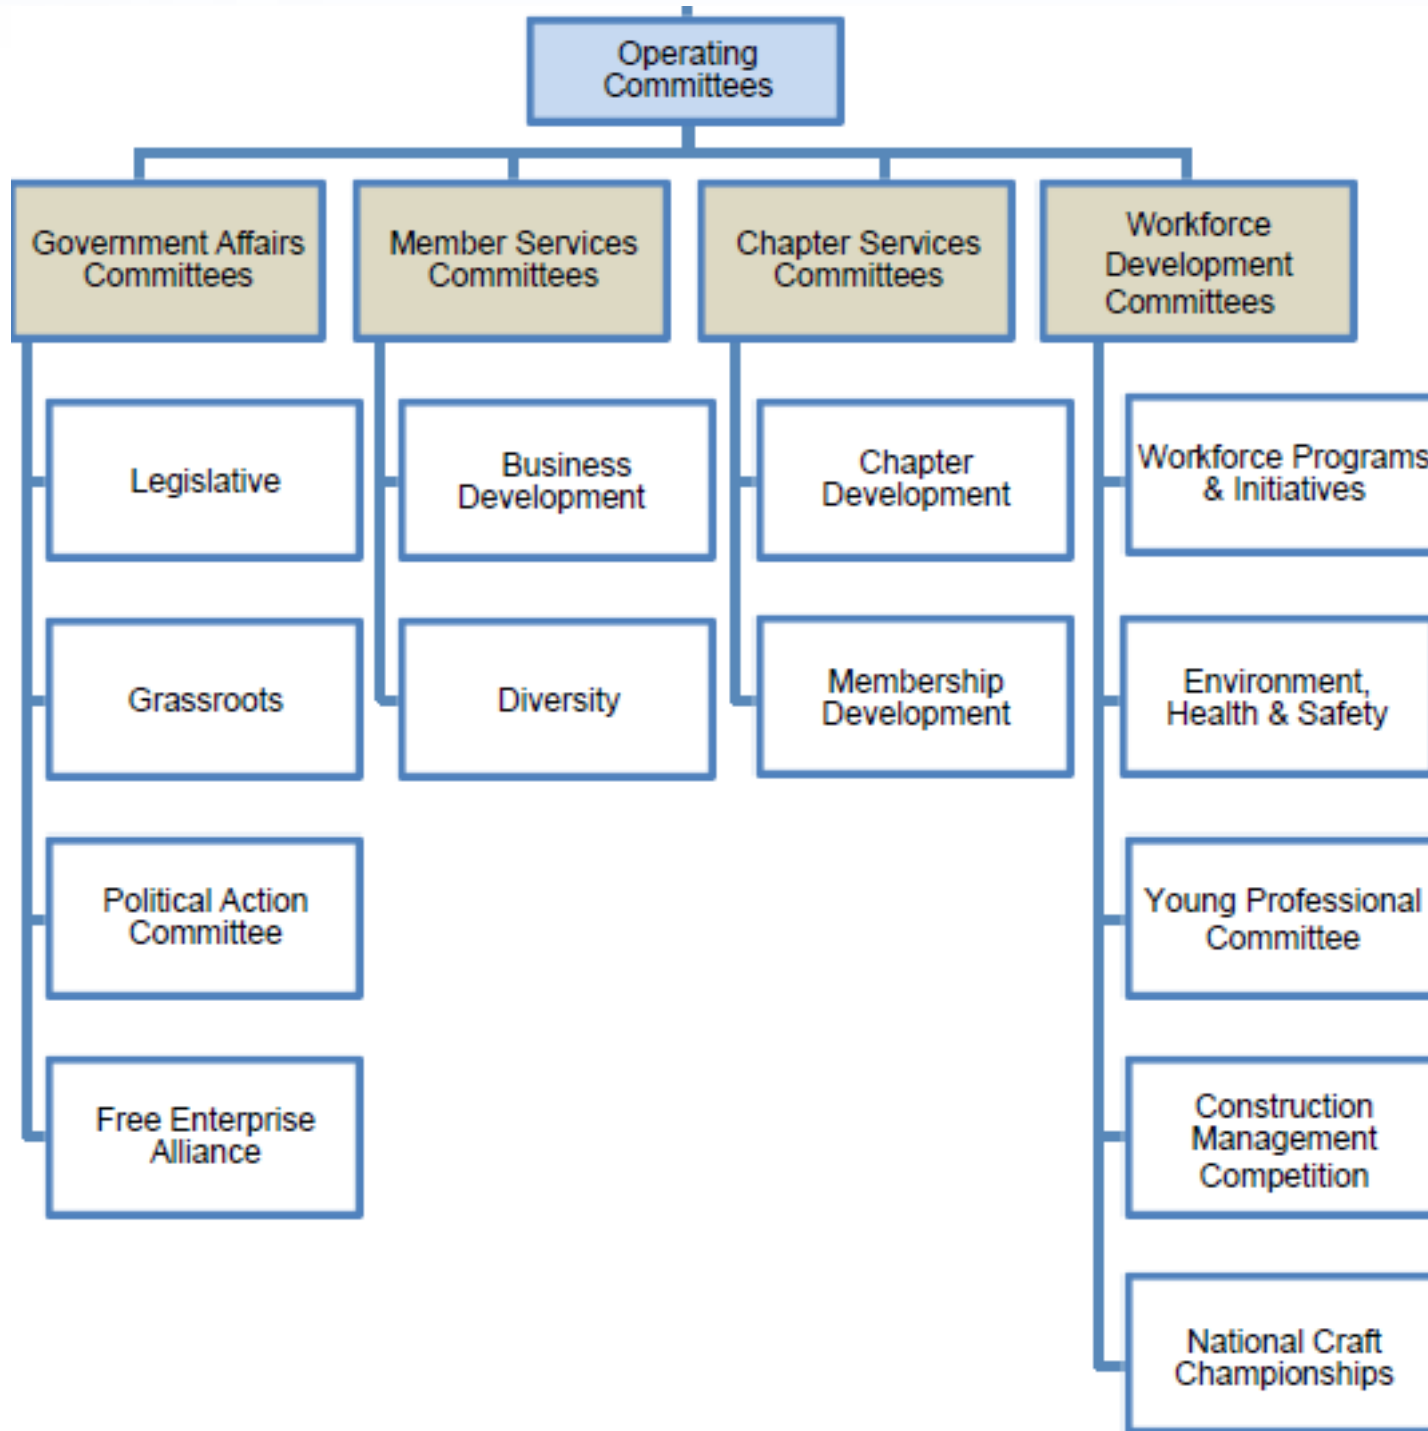 Operating
Committees
Government Affairs
Committees
Member Services
Committees
Chapter Services
Committees
Workforce
Development
Committees
Legislative
Business
Development
Chapter
Development
Workforce Programs
& Initiatives
Grassroots
Diversity
Membership
Development
Environment,
Health & Safety
Political Action
Committee
Young Professional
Committee
Free Enterprise
Alliance
Construction
Management
Competition
National Craft
Championships